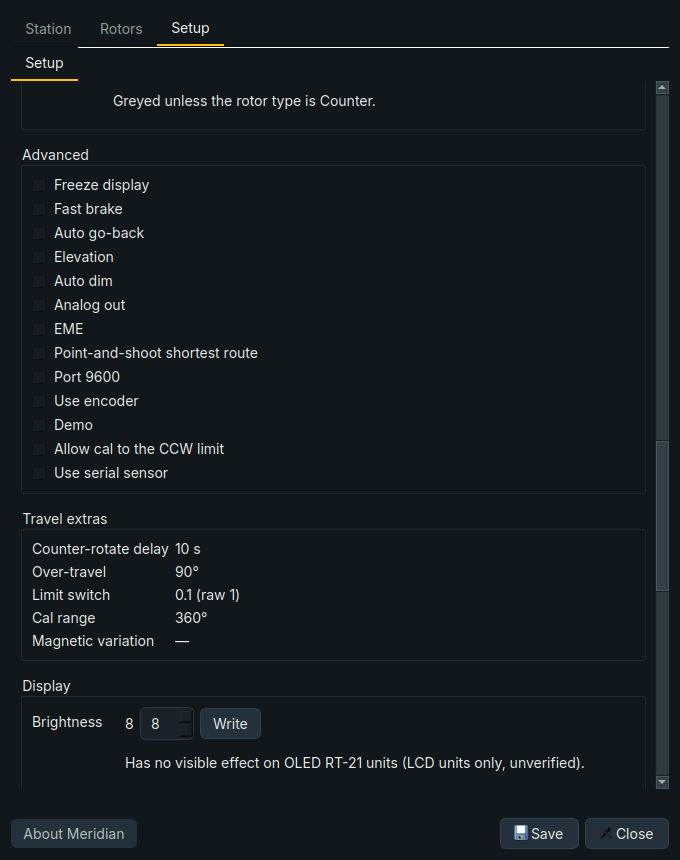 Station Rotors Setup
Setup
Greyed unless the rotor type is Counter.
Advanced
Freeze display
Fast brake
Auto go-back
Elevation
Auto dim
Analog out
EME
Point-and-shoot shortest route
Port 9600
Use encoder
Demo
Allow cal to the CCW limit
Use serial sensor
Travel extras
Counter-rotate delay 10 s
Over-travel 90°
Limit switch 0.1 (raw 1)
Cal range 360°
Magnetic variation —
Display
Brightness 8 8 Write
Has no visible effect on OLED RT-21 units (LCD units only, unverified).
About Meridian Save Close